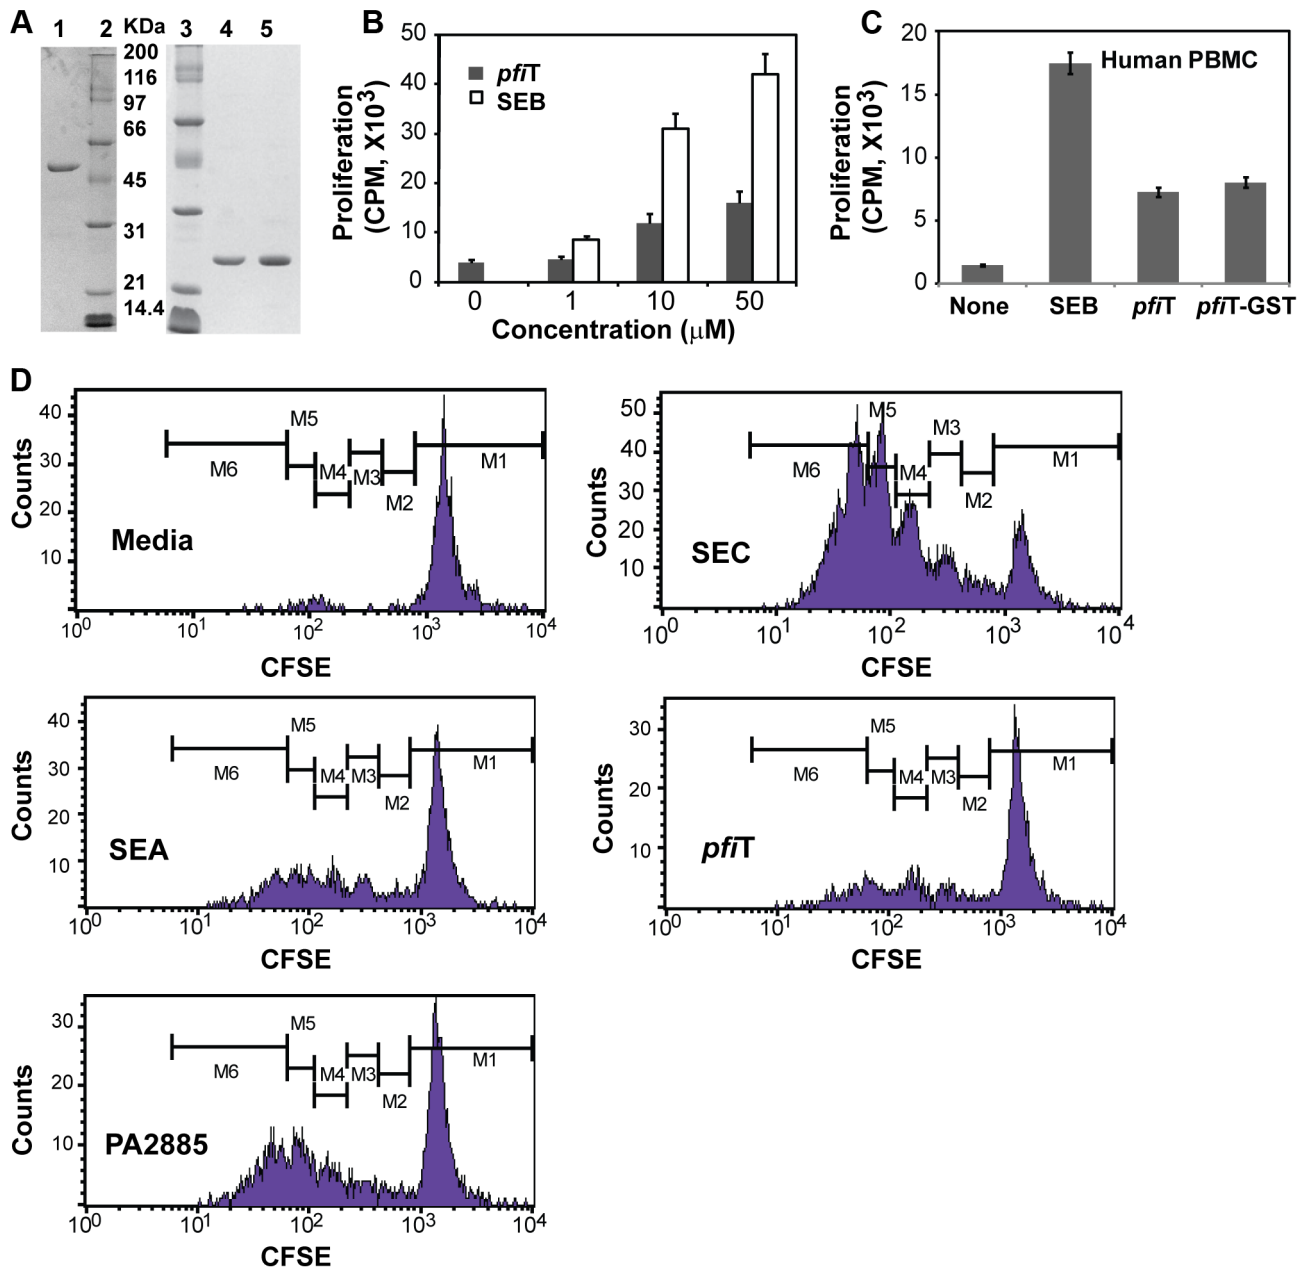 A
1 2 KDa 3 4 5
200
116
97
66
45
31
21
14.4
B
50
40
30
20
10
0
Proliferation
(CPM, X10³)
pfiT
SEB
0 1 10 50
Concentration (μM)
C
20
15
10
5
0
Proliferation
(CPM, X10³)
Human PBMC
None SEB pfiT pfiT-GST
D
40
30
20
10
Counts
M5
M6 M4 M3 M2 M1
Media
10⁰ 10¹ 10² 10³ 10⁴
CFSE
50
40
30
20
10
Counts
M5 M3
M6 M4 M2 M1
SEC
10⁰ 10¹ 10² 10³ 10⁴
CFSE
40
30
20
10
Counts
M5
M6 M4 M3 M2 M1
SEA
10⁰ 10¹ 10² 10³ 10⁴
CFSE
30
20
10
Counts
M5
M6 M4 M3 M2 M1
pfiT
10⁰ 10¹ 10² 10³ 10⁴
CFSE
30
20
10
Counts
M5
M6 M4 M3 M2 M1
PA2885
10⁰ 10¹ 10² 10³ 10⁴
CFSE